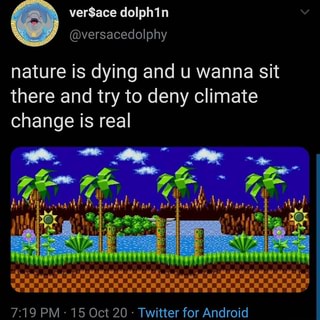 ver$ace dolph1n
@versacedolphy
nature is dying and u wanna sit
there and try to deny climate
change is real
7:19 PM · 15 Oct 20 · Twitter for Android